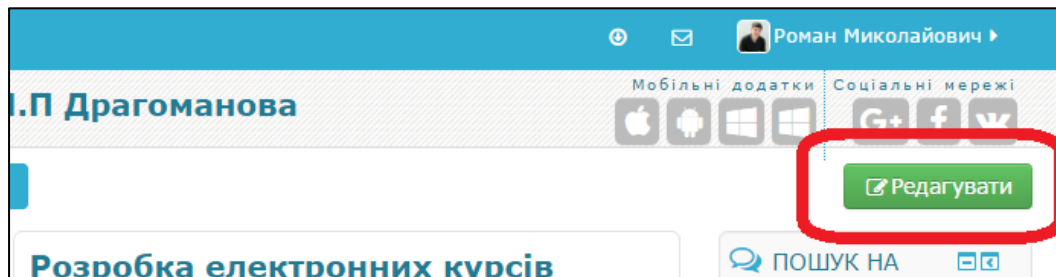 Роман Миколайович
Мобільні додатки
Соціальні мережі
.П Драгоманова
G+ f
Редагувати
Розробка електронних курсів
ПОШУК НА